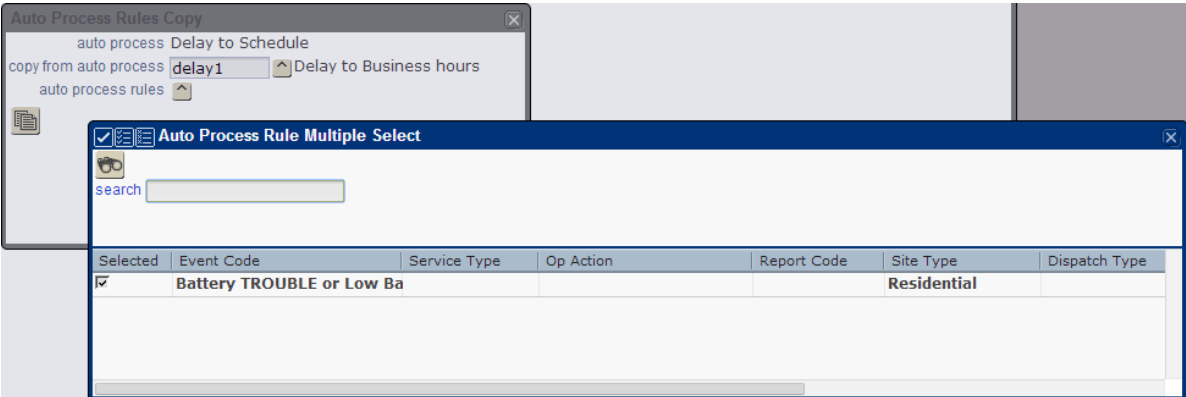 Auto Process Rules Copy
auto process Delay to Schedule
copy from auto process delay1 Delay to Business hours
auto process rules
Auto Process Rule Multiple Select
search
Selected Event Code Service Type Op Action Report Code Site Type Dispatch Type
Battery TROUBLE or Low Ba Residential